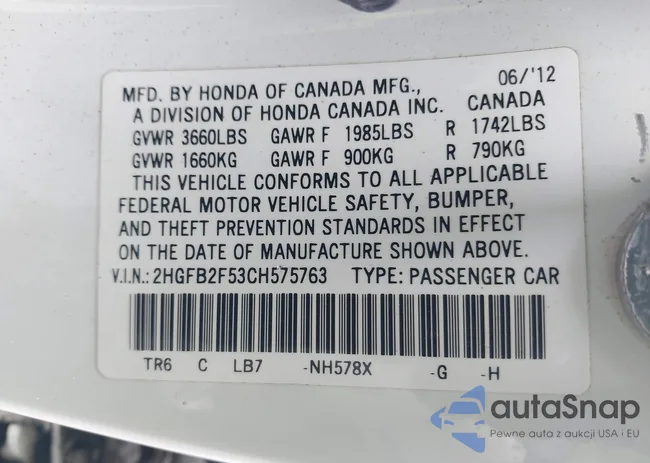 06/'12
MFD. BY HONDA OF CANADA MFG.,
A DIVISION OF HONDA CANADA INC. CANADA
GVWR 3660LBS GAWR F 1985LBS R 1742LBS
GVWR 1660KG GAWR F 900KG R 790KG
THIS VEHICLE CONFORMS TO ALL APPLICABLE
FEDERAL MOTOR VEHICLE SAFETY, BUMPER,
AND THEFT PREVENTION STANDARDS IN EFFECT
ON THE DATE OF MANUFACTURE SHOWN ABOVE.
V.I.N.: 2HGFB2F53CH575763 TYPE: PASSENGER CAR
TR6 C LB7 -NH578X -G -H
autaSnap
Pewne auta z aukcji USA i EU